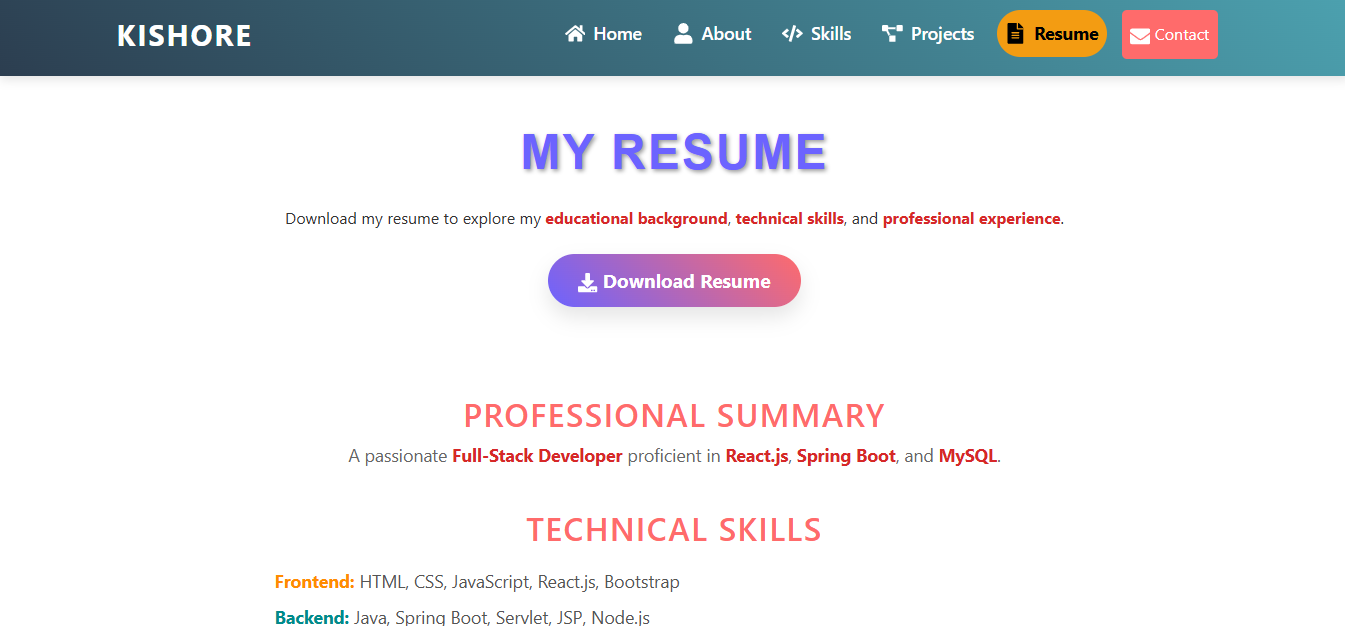 KISHORE
Home About Skills Projects Resume Contact
MY RESUME
Download my resume to explore my educational background, technical skills, and professional experience.
Download Resume
PROFESSIONAL SUMMARY
A passionate Full-Stack Developer proficient in React.js, Spring Boot, and MySQL.
TECHNICAL SKILLS
Frontend: HTML, CSS, JavaScript, React.js, Bootstrap
Backend: Java, Spring Boot, Servlet, JSP, Node.js